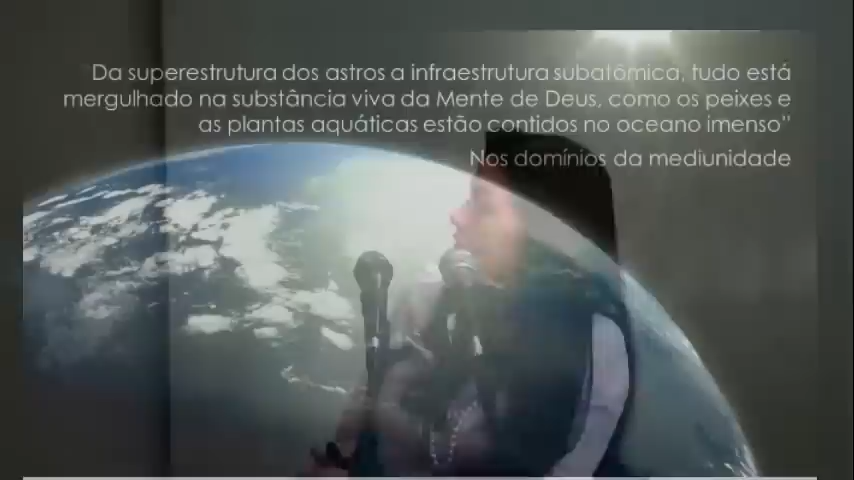 "Da superestrutura dos astros a infraestrutura subatômica, tudo está
mergulhado na substância viva da Mente de Deus, como os peixes e
as plantas aquáticas estão contidos no oceano imenso"
Nos domínios da mediunidade